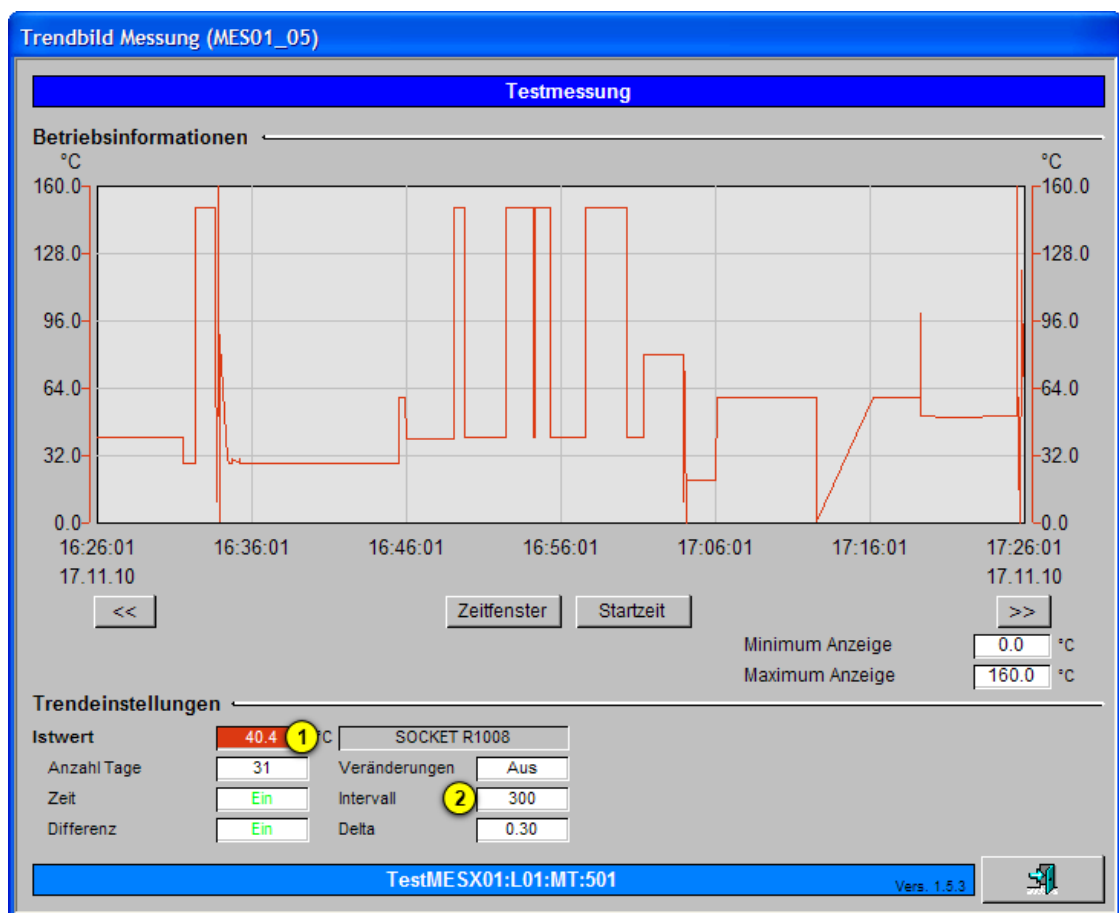 Trendbild Messung (MES01_05)
Testmessung
Betriebsinformationen
°C °C
160.0 160.0
128.0 128.0
96.0 96.0
64.0 64.0
32.0 32.0
0.0 0.0
16:26:01 16:36:01 16:46:01 16:56:01 17:06:01 17:16:01 17:26:01
17.11.10 17.11.10
<< Zeitfenster Startzeit >>
Minimum Anzeige 0.0 °C
Maximum Anzeige 160.0 °C
Trendeinstellungen
Istwert 40.4 1 °C SOCKET R1008
Anzahl Tage 31 Veränderungen Aus
Zeit Ein Intervall 2 300
Differenz Ein Delta 0.30
TestMESX01:L01:MT:501 Vers. 1.5.3